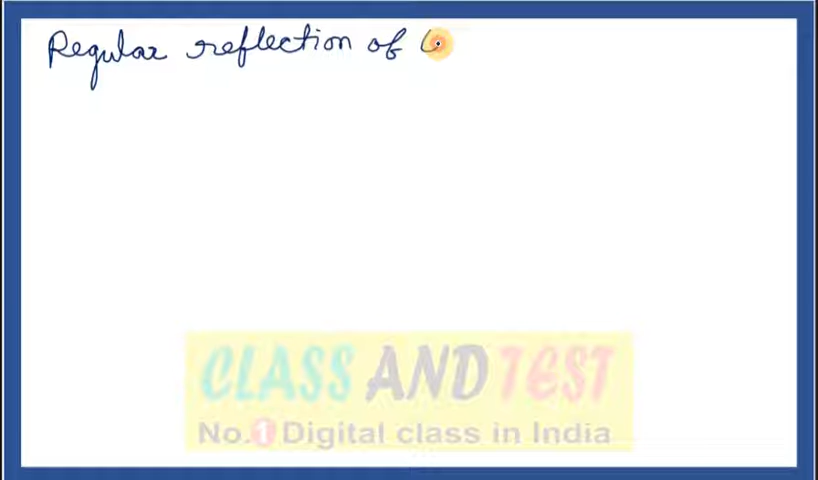 Regular reflection of
CLASS AND TEST
No.1 Digital class in India